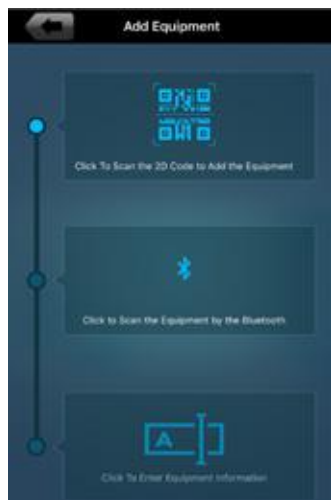 Add Equipment
Click To Scan the 2D Code to Add the Equipment
Click to Scan the Equipment by the Bluetooth
A
Click To Enter Equipment Information